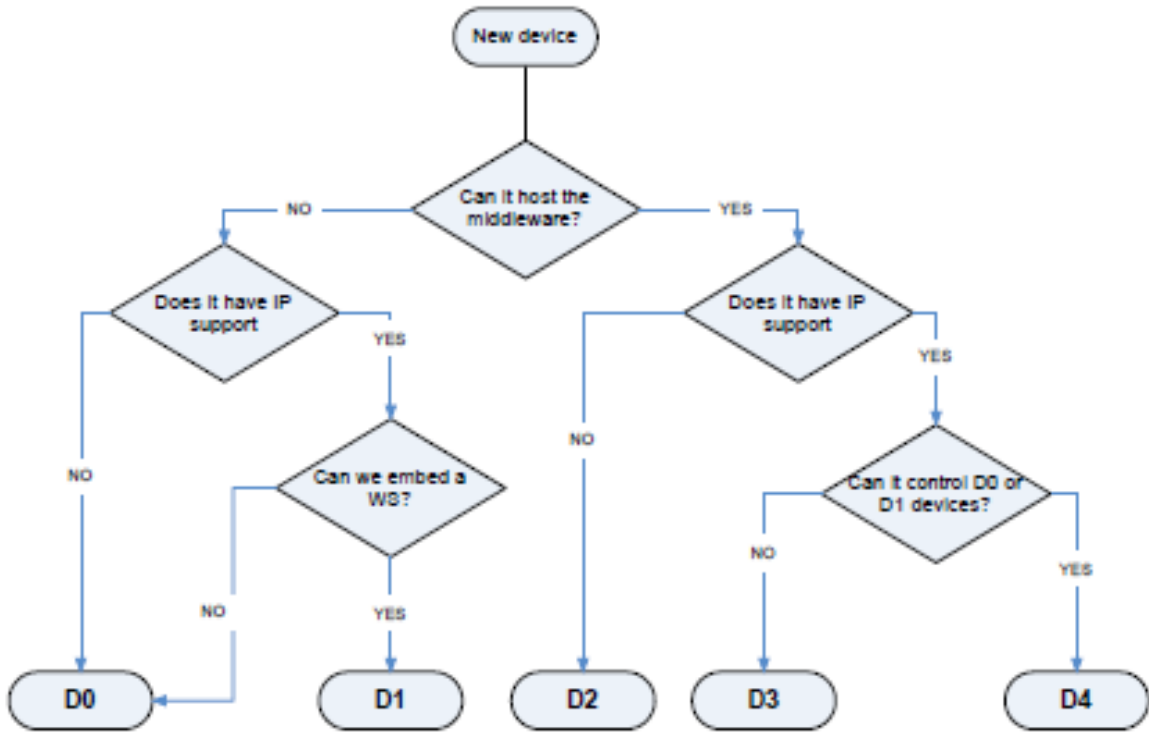 New device
Can it host the
middleware?
NO
YES
Does it have IP
support
Does it have IP
support
YES
YES
NO
NO
Can we embed a
WS?
Can it control D0 or
D1 devices?
NO
YES
NO
YES
D0
D1
D2
D3
D4